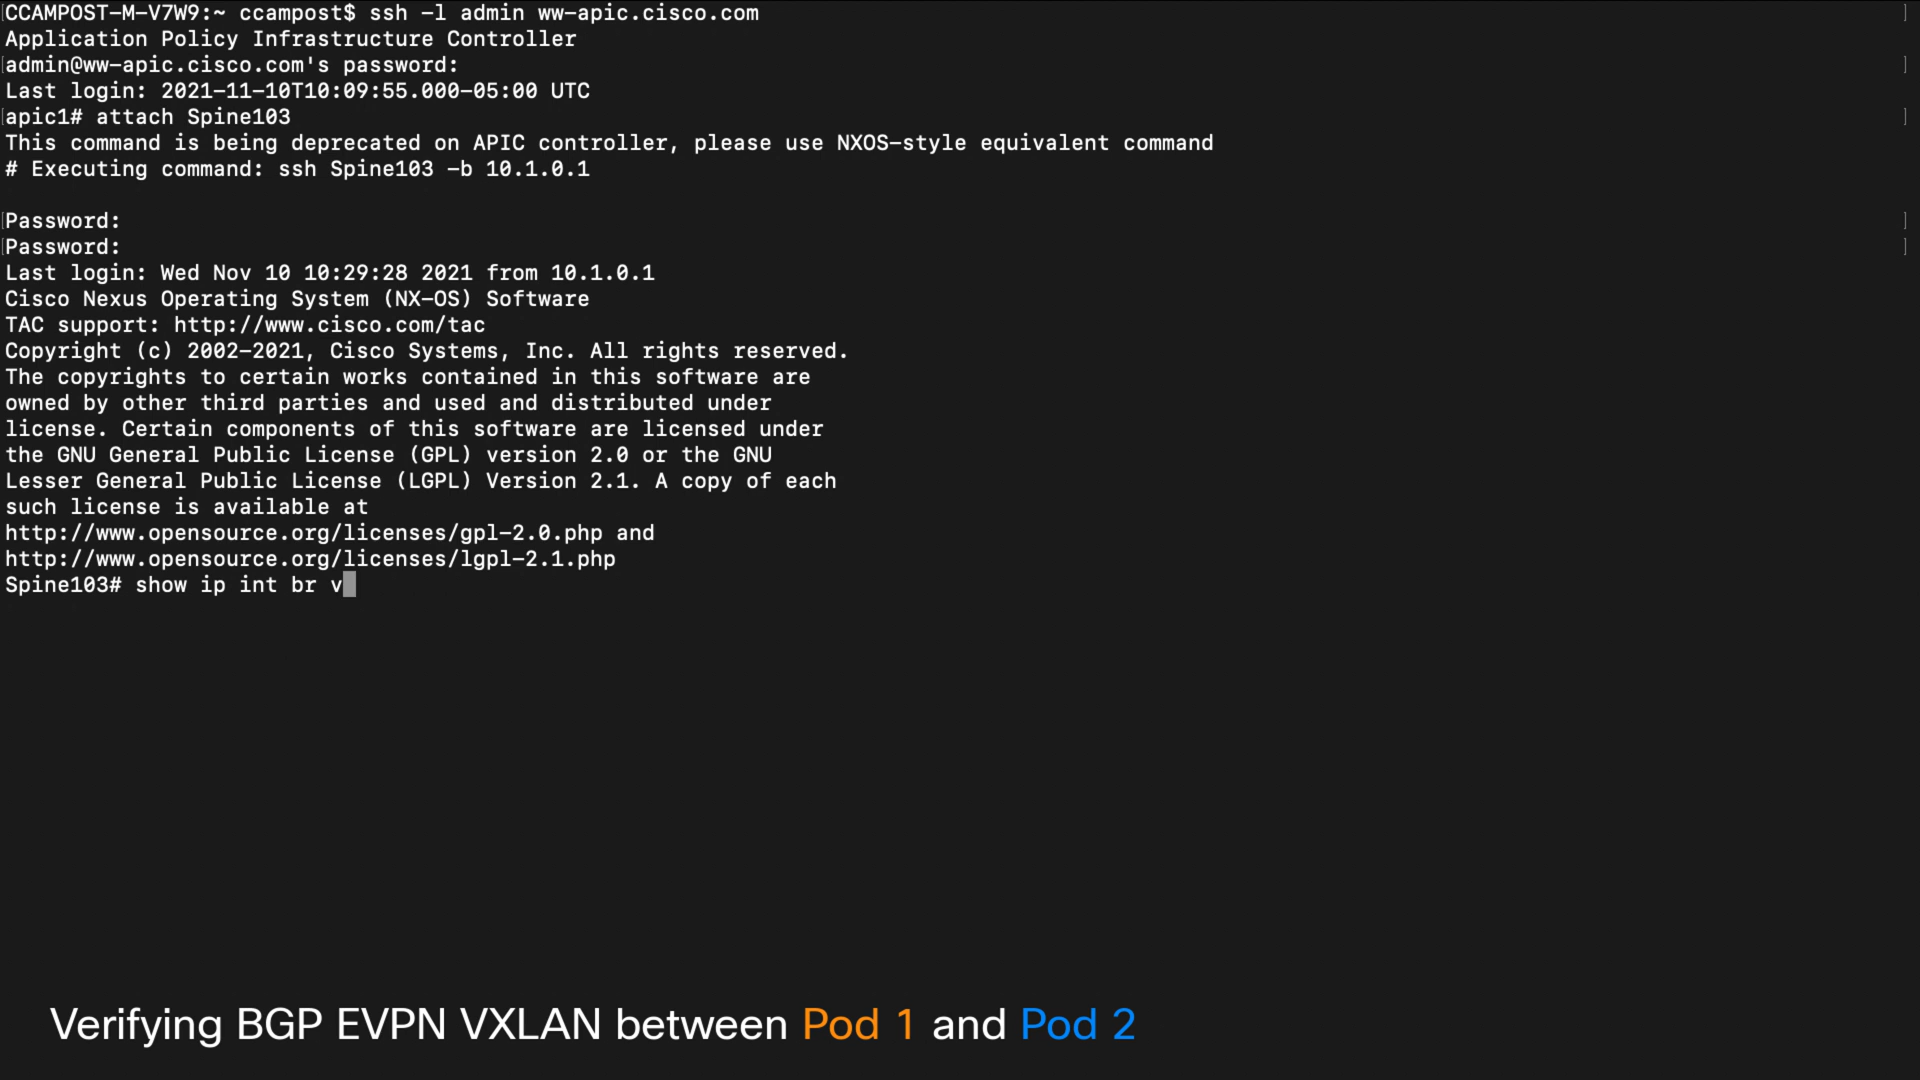 [CCAMPOST-M-V7W9:~ ccampost$ ssh -l admin ww-apic.cisco.com ]
Application Policy Infrastructure Controller
[admin@ww-apic.cisco.com's password: ]
Last login: 2021-11-10T10:09:55.000-05:00 UTC
[apic1# attach Spine103 ]
This command is being deprecated on APIC controller, please use NXOS-style equivalent command
# Executing command: ssh Spine103 -b 10.1.0.1
[Password: ]
[Password: ]
Last login: Wed Nov 10 10:29:28 2021 from 10.1.0.1
Cisco Nexus Operating System (NX-OS) Software
TAC support: http://www.cisco.com/tac
Copyright (c) 2002-2021, Cisco Systems, Inc. All rights reserved.
The copyrights to certain works contained in this software are
owned by other third parties and used and distributed under
license. Certain components of this software are licensed under
the GNU General Public License (GPL) version 2.0 or the GNU
Lesser General Public License (LGPL) Version 2.1. A copy of each
such license is available at
http://www.opensource.org/licenses/gpl-2.0.php and
http://www.opensource.org/licenses/lgpl-2.1.php
Spine103# show ip int br v
Verifying BGP EVPN VXLAN between Pod 1 and Pod 2